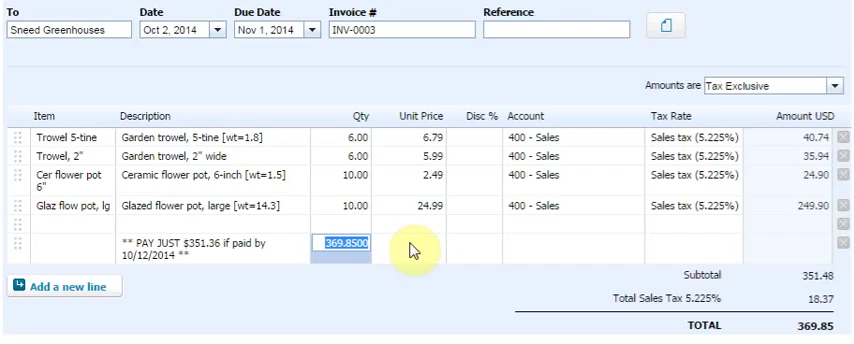 To Date Due Date Invoice # Reference
Sneed Greenhouses Oct 2, 2014 Nov 1, 2014 INV-0003
Amounts are Tax Exclusive
Item Description Qty Unit Price Disc % Account Tax Rate Amount USD
Trowel 5-tine Garden trowel, 5-tine [wt=1.8] 6.00 6.79 400 - Sales Sales tax (5.225%) 40.74
Trowel, 2" Garden trowel, 2" wide 6.00 5.99 400 - Sales Sales tax (5.225%) 35.94
Cer flower pot Ceramic flower pot, 6-inch [wt=1.5] 10.00 2.49 400 - Sales Sales tax (5.225%) 24.90
6"
Glaz flow pot, lg Glazed flower pot, large [wt=14.3] 10.00 24.99 400 - Sales Sales tax (5.225%) 249.90
** PAY JUST $351.36 if paid by 369.8500
10/12/2014 **
Subtotal 351.48
Add a new line
Total Sales Tax 5.225% 18.37
TOTAL 369.85